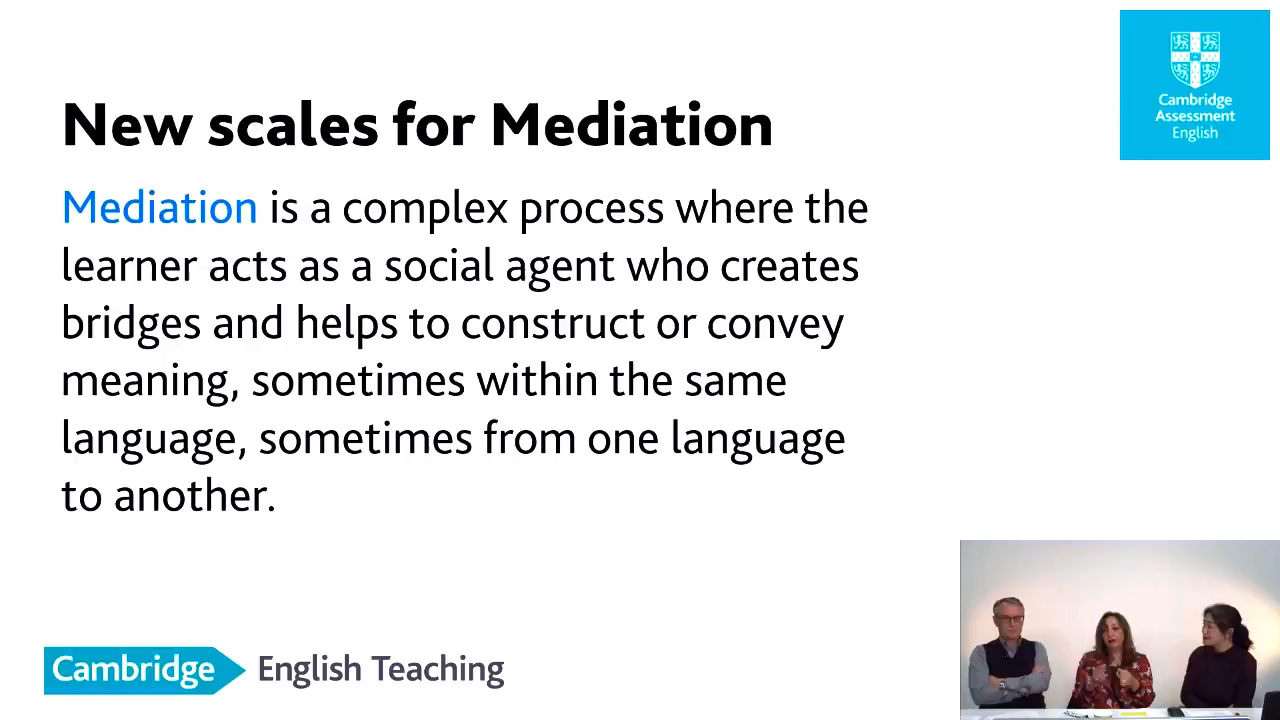 New scales for Mediation
Mediation is a complex process where the
learner acts as a social agent who creates
bridges and helps to construct or convey
meaning, sometimes within the same
language, sometimes from one language
to another.
Cambridge
Assessment
English
Cambridge English Teaching